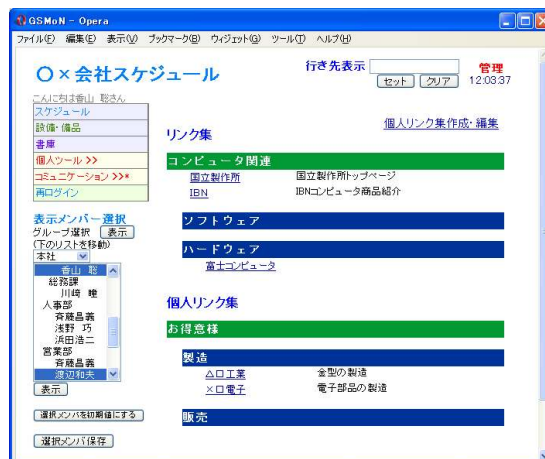 GSMoN - Opera
ファイル(F) 編集(E) 表示(V) ブックマーク(B) ウィジェット(G) ツール(T) ヘルプ(H)
〇×会社スケジュール
行き先表示
管理
セット クリア 12:03:37
こんにちは香山 聡さん
スケジュール
設備・備品
書庫
個人ツール >>
コミュニケーション >>*
再ログイン
個人リンク集作成・編集
リンク集
コンピュータ関連
国立製作所 国立製作所トップページ
IBN IBNコンピュータ商品紹介
ソフトウェア
ハードウェア
富士コンピュータ
個人リンク集
お得意様
製造
△ロ工業 金型の製造
×ロ電子 電子部品の製造
販売
表示メンバー選択
グループ選択 表示
(下のリストを移動)
本社
香山 聡
総務課
川崎 瞳
人事部
斉藤昌義
浅野 巧
浜田浩二
営業部
斉藤昌義
渡辺和夫
表示
選択メンバを初期値にする
選択メンバ保存